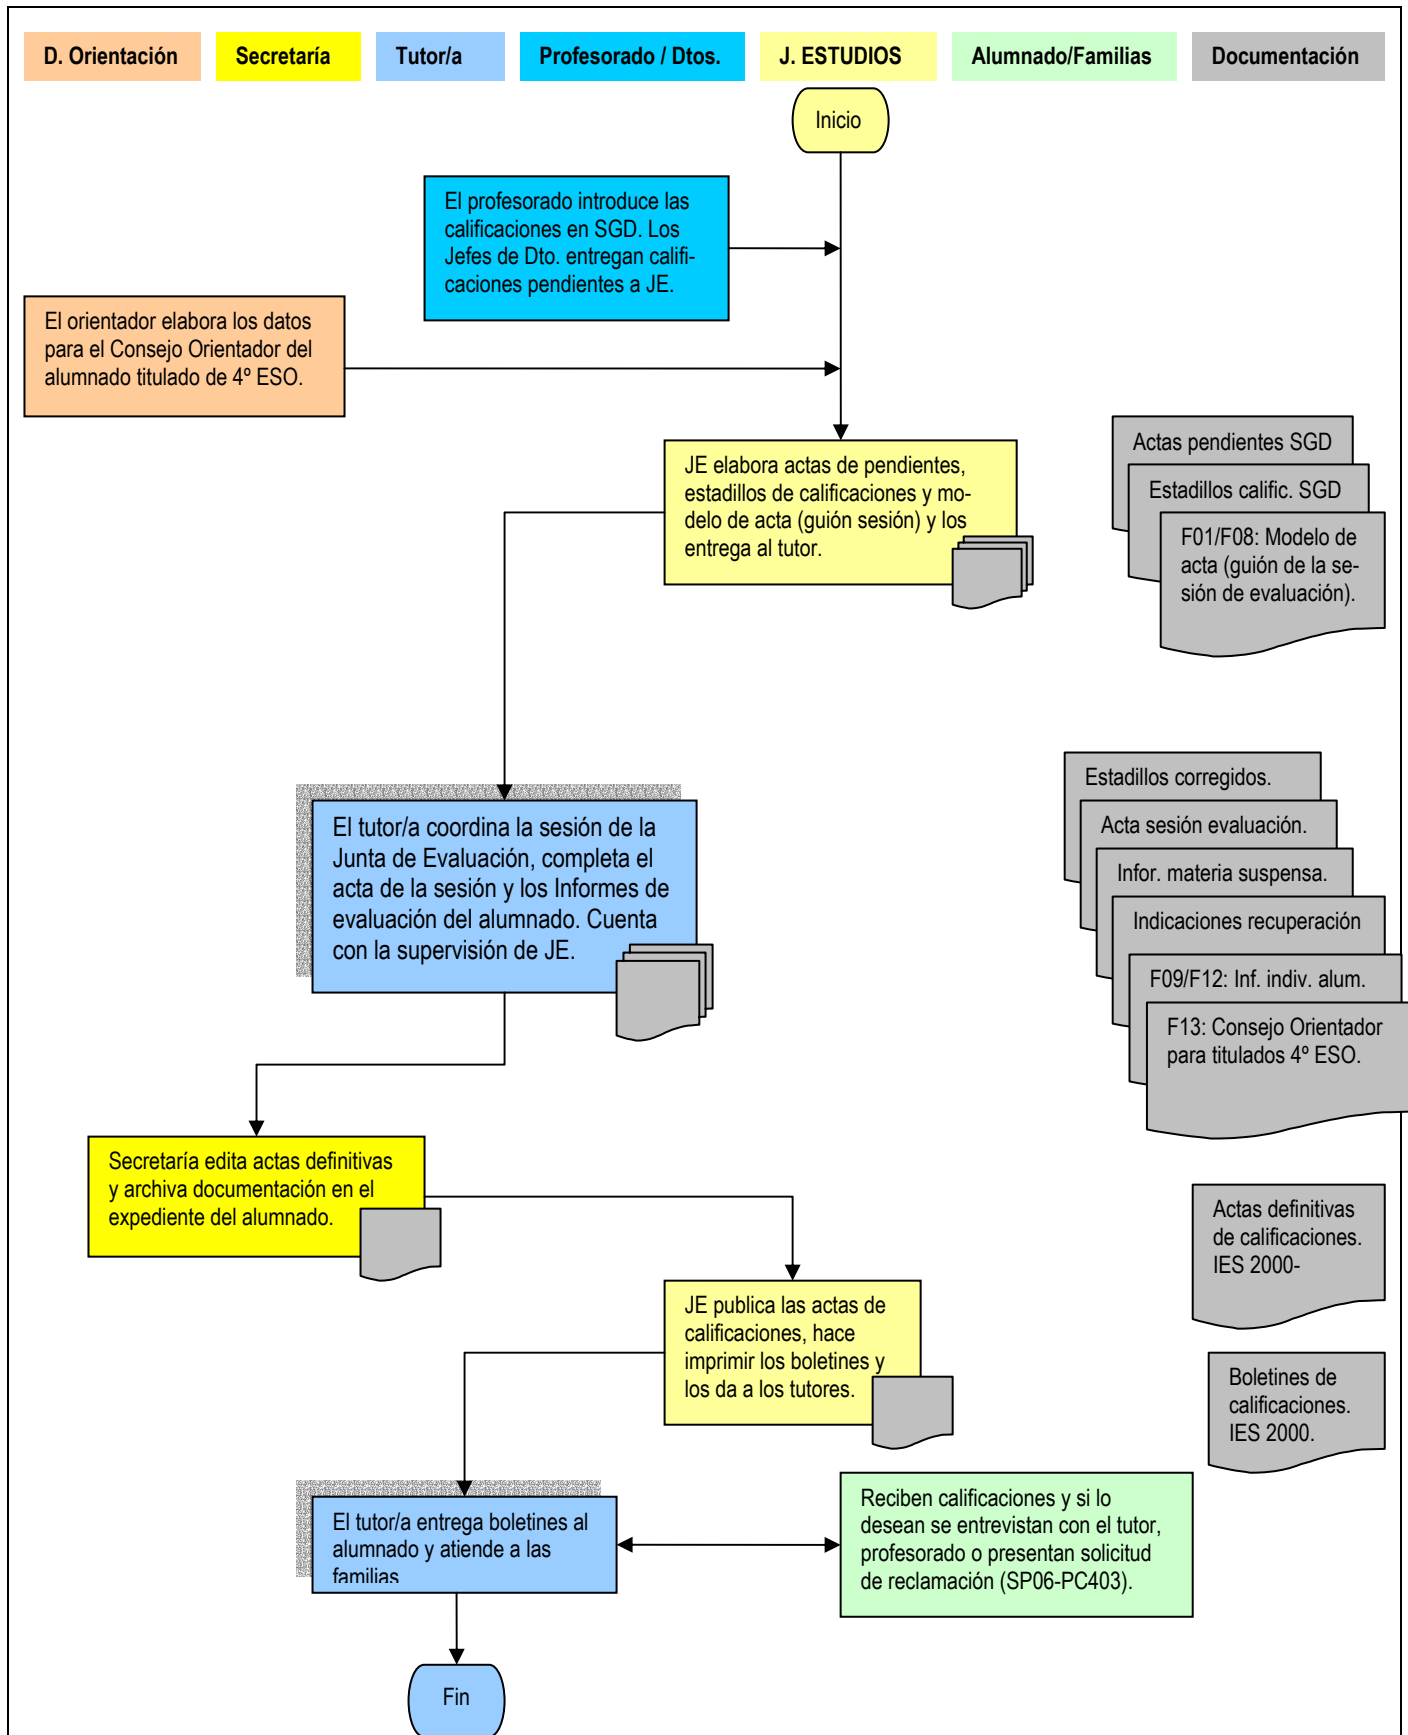 D. Orientación
Secretaría
Tutor/a
Profesorado / Dtos.
J. ESTUDIOS
Alumnado/Familias
Documentación
Inicio
El profesorado introduce las
calificaciones en SGD. Los
Jefes de Dto. entregan califi-
caciones pendientes a JE.
El orientador elabora los datos
para el Consejo Orientador del
alumnado titulado de 4º ESO.
JE elabora actas de pendientes,
estadillos de calificaciones y mo-
delo de acta (guión sesión) y los
entrega al tutor.
Actas pendientes SGD
Estadillos calific. SGD
F01/F08: Modelo de
acta (guión de la se-
sión de evaluación).
El tutor/a coordina la sesión de la
Junta de Evaluación, completa el
acta de la sesión y los Informes de
evaluación del alumnado. Cuenta
con la supervisión de JE.
Estadillos corregidos.
Acta sesión evaluación.
Infor. materia suspensa.
Indicaciones recuperación
F09/F12: Inf. indiv. alum.
F13: Consejo Orientador
para titulados 4º ESO.
Secretaría edita actas definitivas
y archiva documentación en el
expediente del alumnado.
Actas definitivas
de calificaciones.
IES 2000-
JE publica las actas de
calificaciones, hace
imprimir los boletines y
los da a los tutores.
Boletines de
calificaciones.
IES 2000.
El tutor/a entrega boletines al
alumnado y atiende a las
familias
Reciben calificaciones y si lo
desean se entrevistan con el tutor,
profesorado o presentan solicitud
de reclamación (SP06-PC403).
Fin